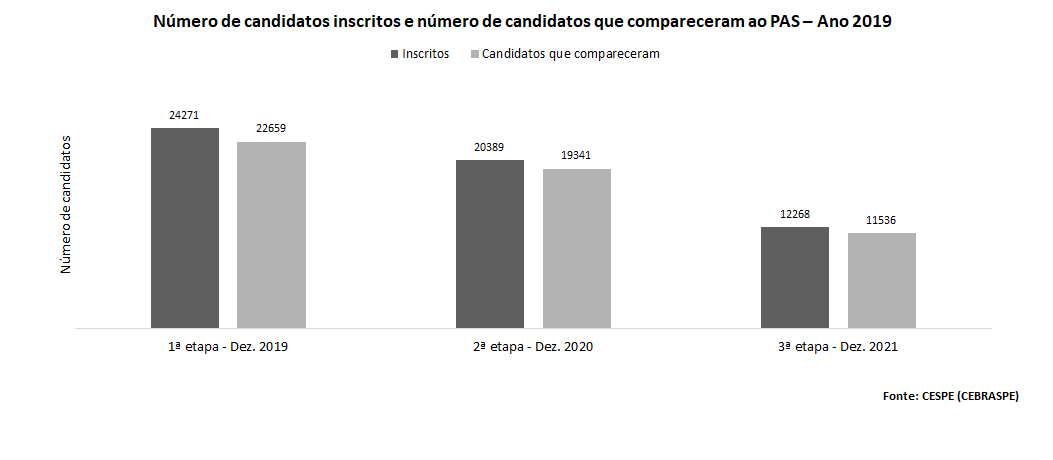 Número de candidatos inscritos e número de candidatos que compareceram ao PAS – Ano 2019
Inscritos Candidatos que compareceram
Número de candidatos
24271 22659
20389 19341
12268 11536
1ª etapa - Dez. 2019 2ª etapa - Dez. 2020 3ª etapa - Dez. 2021
Fonte: CESPE (CEBRASPE)